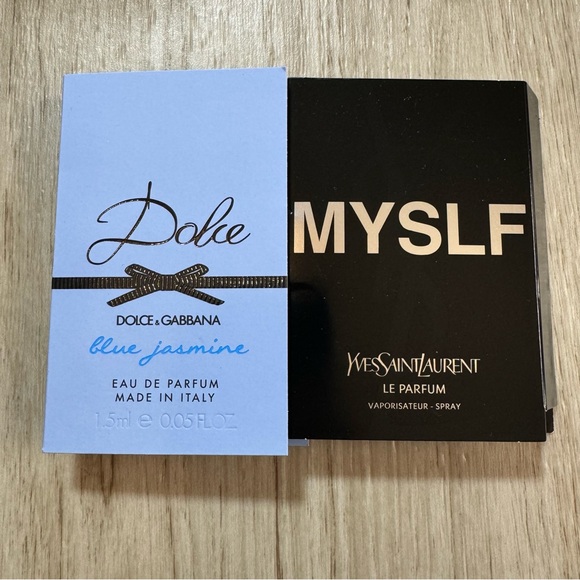 Dolce
DOLCE & GABBANA
blue jasmine
EAU DE PARFUM
MADE IN ITALY
1.5ml e 0.05 FL.OZ.
MYSLF
YVESSAINTLAURENT
LE PARFUM
VAPORISATEUR - SPRAY